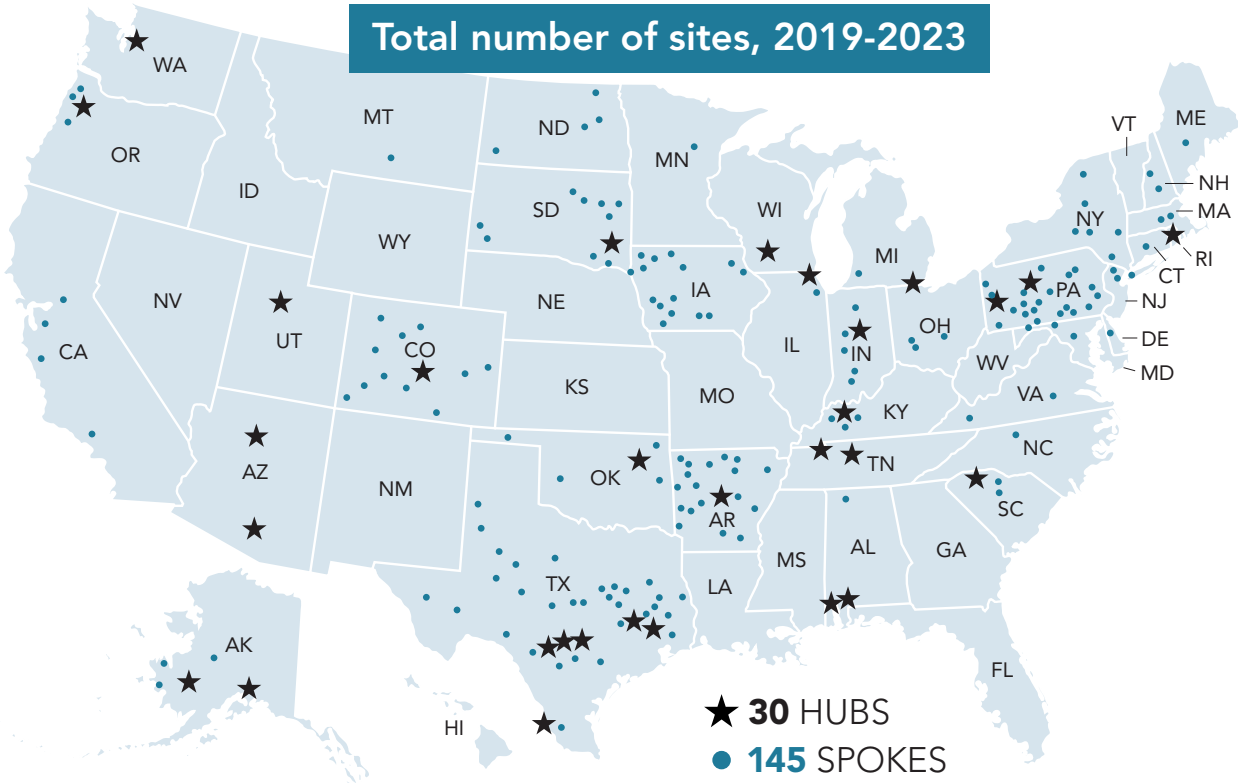 Total number of sites, 2019-2023
WA
MT
ND
MN
VT
ME
OR
ID
SD
WI
NH
NY
MA
WY
MI
RI
CT
NV
NE
IA
PA
NJ
UT
CO
OH
DE
CA
IL
IN
WV
MD
KS
MO
KY
VA
AZ
NM
OK
TN
NC
AR
SC
MS
AL
GA
TX
LA
AK
FL
HI
30 HUBS
145 SPOKES